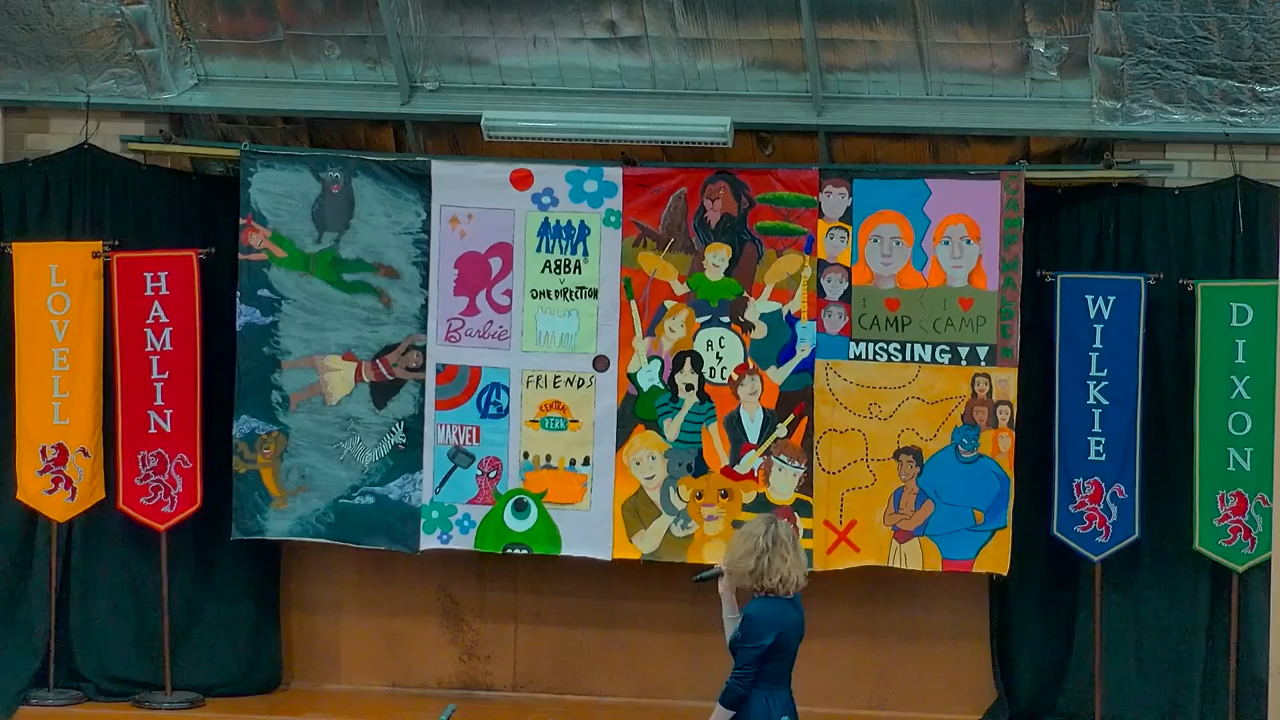 LOVELL
HAMLIN
Barbie
ABBA
V
ONE DIRECTION
MARVEL
FRIENDS
CENTRAL
PERK
AC
DC
I ❤ CAMP
I ❤ CAMP
MISSING!!
WILKIE
DIXON